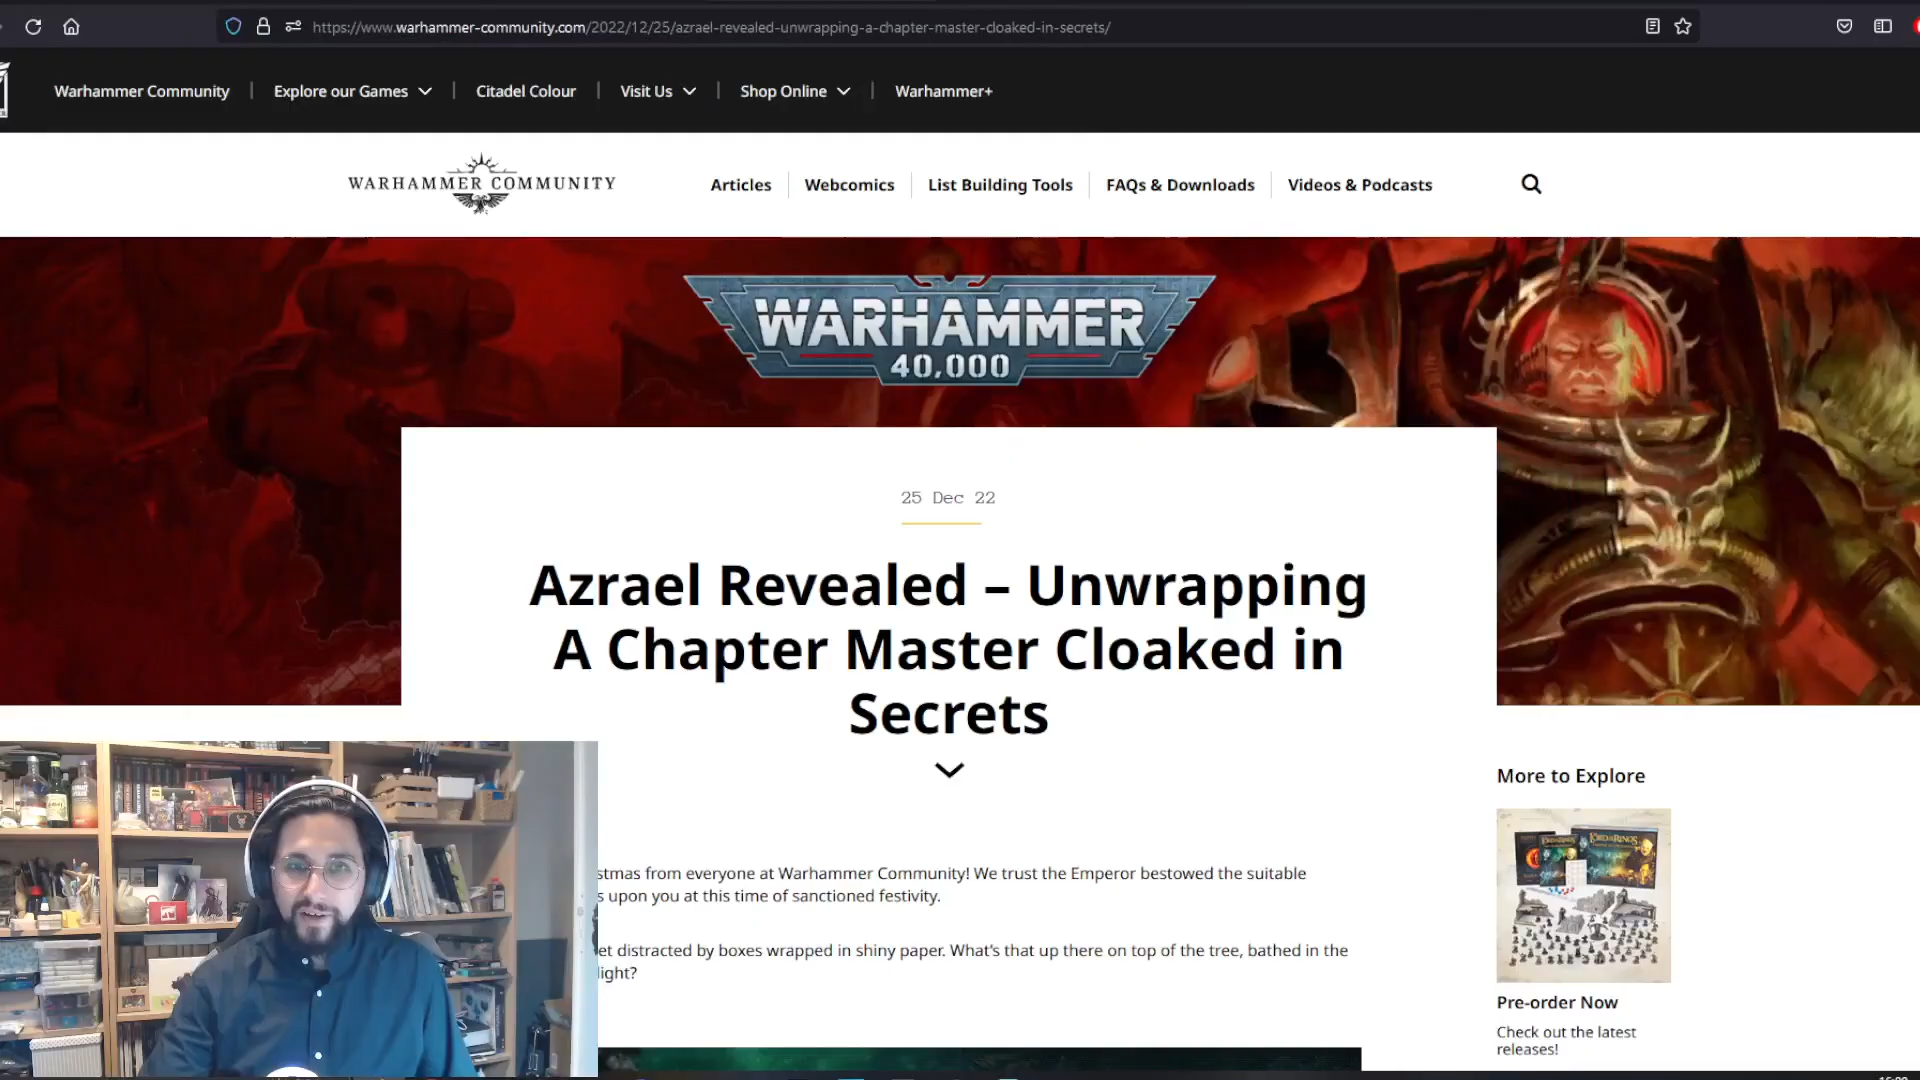 https://www.warhammer-community.com/2022/12/25/azrael-revealed-unwrapping-a-chapter-master-cloaked-in-secrets/
Warhammer Community
Explore our Games
Citadel Colour
Visit Us
Shop Online
Warhammer+
WARHAMMER COMMUNITY
Articles
Webcomics
List Building Tools
FAQs & Downloads
Videos & Podcasts
WARHAMMER
40,000
25 Dec 22
Azrael Revealed – Unwrapping
A Chapter Master Cloaked in
Secrets
stmas from everyone at Warhammer Community! We trust the Emperor bestowed the suitable
s upon you at this time of sanctioned festivity.
et distracted by boxes wrapped in shiny paper. What's that up there on top of the tree, bathed in the
light?
More to Explore
Pre-order Now
Check out the latest
releases!